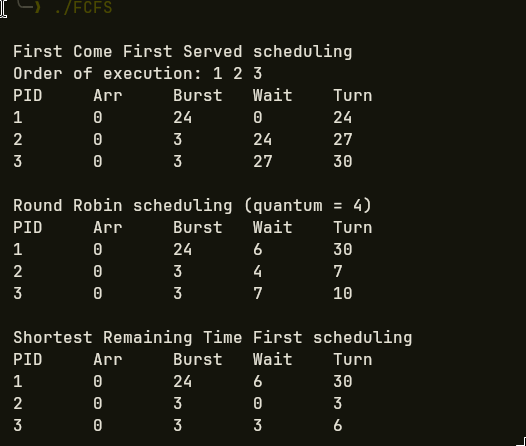 ╰─❯ ./FCFS
First Come First Served scheduling
Order of execution: 1 2 3
PID Arr Burst Wait Turn
1 0 24 0 24
2 0 3 24 27
3 0 3 27 30
Round Robin scheduling (quantum = 4)
PID Arr Burst Wait Turn
1 0 24 6 30
2 0 3 4 7
3 0 3 7 10
Shortest Remaining Time First scheduling
PID Arr Burst Wait Turn
1 0 24 6 30
2 0 3 0 3
3 0 3 3 6